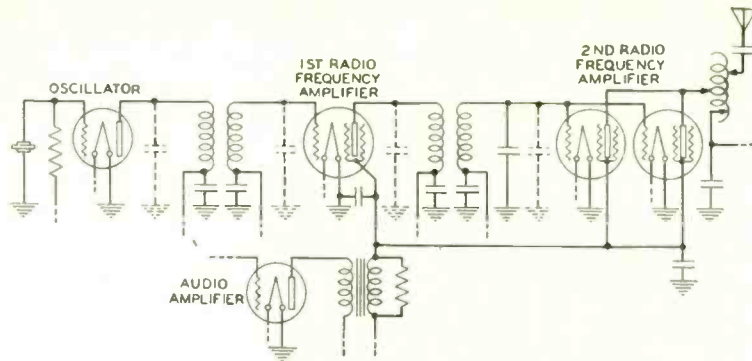 OSCILLATOR
1ST RADIO
FREQUENCY
AMPLIFIER
2ND RADIO
FREQUENCY
AMPLIFIER
AUDIO
AMPLIFIER